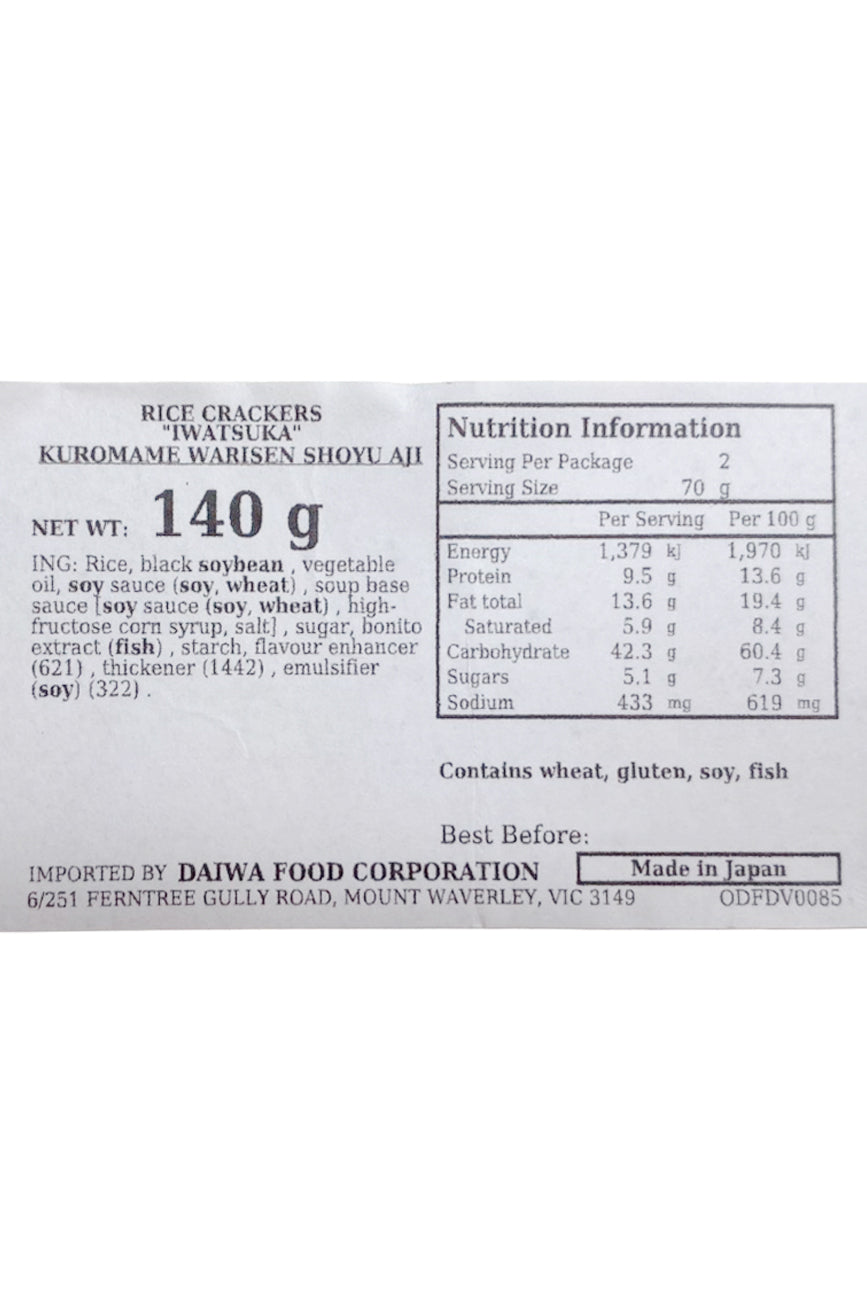 RICE CRACKERS
"IWATSUKA"
KUROMAME WARISEN SHOYU AJI
NET WT: 140 g
ING: Rice, black soybean , vegetable
oil, soy sauce (soy, wheat) , soup base
sauce [soy sauce (soy, wheat) , high-
fructose corn syrup, salt] , sugar, bonito
extract (fish) , starch, flavour enhancer
(621) , thickener (1442) , emulsifier
(soy) (322) .
Nutrition Information
Serving Per Package 2
Serving Size 70 g
Per Serving Per 100 g
Energy 1,379 kj 1,970 kj
Protein 9.5 g 13.6 g
Fat total 13.6 g 19.4 g
Saturated 5.9 g 8.4 g
Carbohydrate 42.3 g 60.4 g
Sugars 5.1 g 7.3 g
Sodium 433 mg 619 mg
Contains wheat, gluten, soy, fish
Best Before:
IMPORTED BY DAIWA FOOD CORPORATION
Made in Japan
6/251 FERNTREE GULLY ROAD, MOUNT WAVERLEY, VIC 3149
ODFDV0085